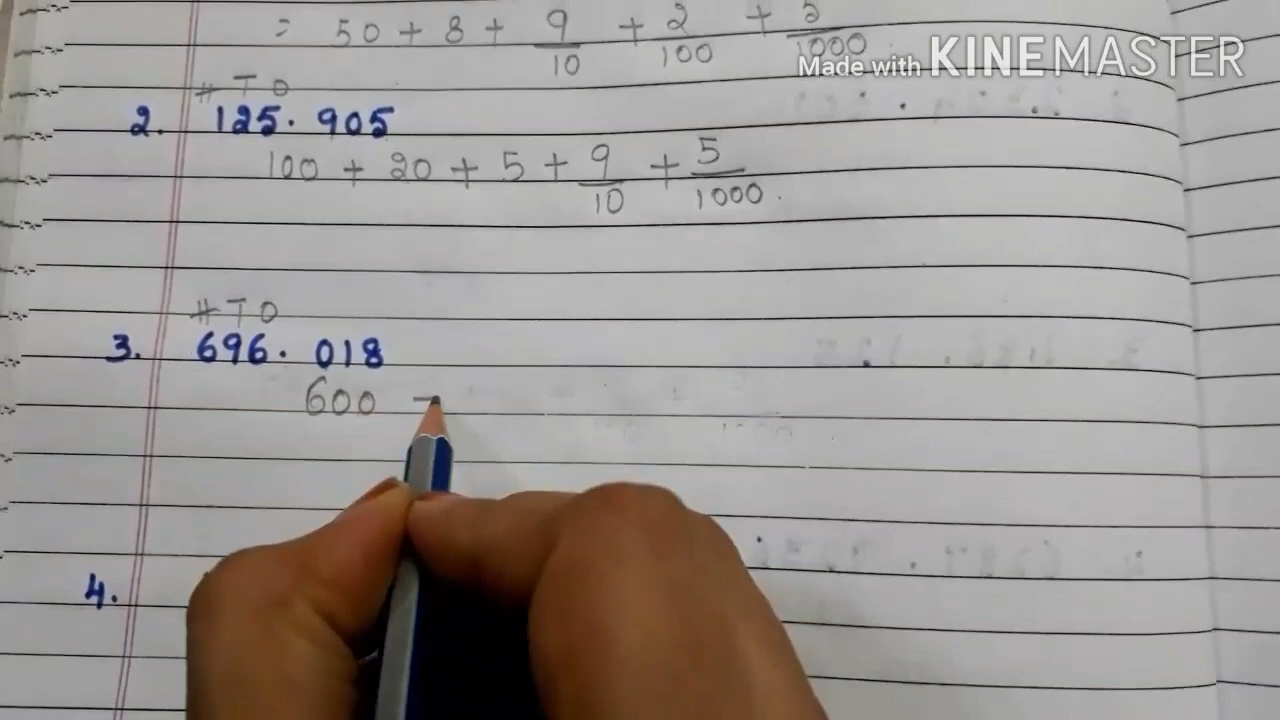 = 50 + 8 + 9/10 + 2/100 + 5/1000
Made with KINEMASTER
H T O
2. 125.905
100 + 20 + 5 + 9/10 + 5/1000.
H T O
3. 696.018
600 -
4.